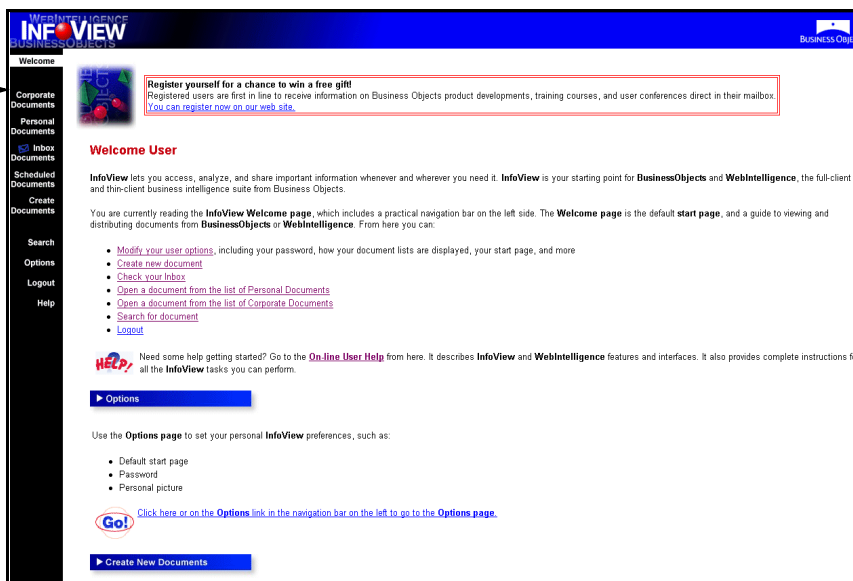 WEBINTELLIGENCE
INFOVIEW
BUSINESSOBJECTS
BUSINESS OBJE
Welcome
Corporate
Documents
Personal
Documents
Inbox
Documents
Scheduled
Documents
Create
Documents
Search
Options
Logout
Help
Register yourself for a chance to win a free gift!
Registered users are first in line to receive information on Business Objects product developments, training courses, and user conferences direct in their mailbox.
You can register now on our web site.
Welcome User
InfoView lets you access, analyze, and share important information whenever and wherever you need it. InfoView is your starting point for BusinessObjects and WebIntelligence, the full-client
and thin-client business intelligence suite from Business Objects.
You are currently reading the InfoView Welcome page, which includes a practical navigation bar on the left side. The Welcome page is the default start page, and a guide to viewing and
distributing documents from BusinessObjects or WebIntelligence. From here you can:
• Modify your user options, including your password, how your document lists are displayed, your start page, and more
• Create new document
• Check your Inbox
• Open a document from the list of Personal Documents
• Open a document from the list of Corporate Documents
• Search for document
• Logout
HELP!
Need some help getting started? Go to the On-line User Help from here. It describes InfoView and WebIntelligence features and interfaces. It also provides complete instructions f
all the InfoView tasks you can perform.
Options
Use the Options page to set your personal InfoView preferences, such as:
• Default start page
• Password
• Personal picture
Go!
Click here or on the Options link in the navigation bar on the left to go to the Options page.
Create New Documents